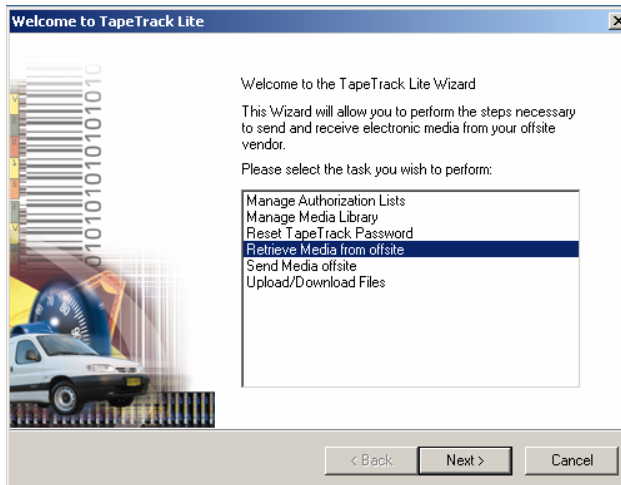 Welcome to TapeTrack Lite
Welcome to the TapeTrack Lite Wizard
This Wizard will allow you to perform the steps necessary
to send and receive electronic media from your offsite
vendor.
Please select the task you wish to perform:
Manage Authorization Lists
Manage Media Library
Reset TapeTrack Password
Retrieve Media from offsite
Send Media offsite
Upload/Download Files
01010101010
< Back
Next >
Cancel